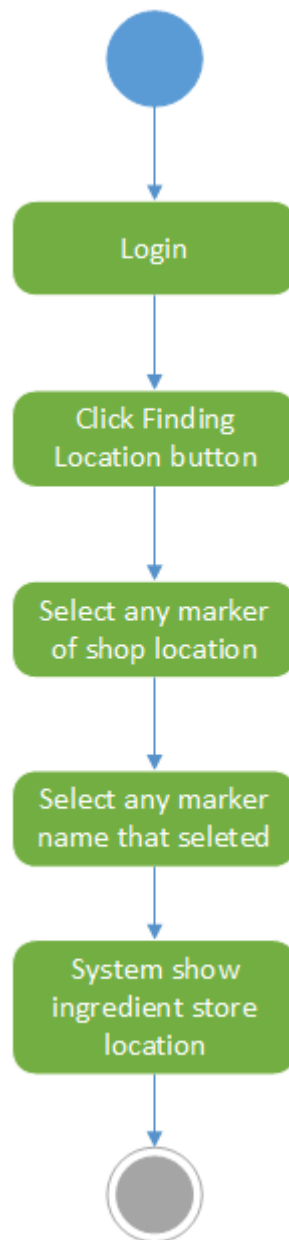 Login
Click Finding
Location button
Select any marker
of shop location
Select any marker
name that seleted
System show
ingredient store
location